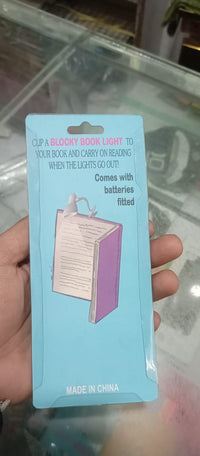 CLIP A BLOCKY BOOK LIGHT TO
YOUR BOOK AND CARRY ON READING
WHEN THE LIGHTS GO OUT!
Comes with
batteries
fitted
MADE IN CHINA